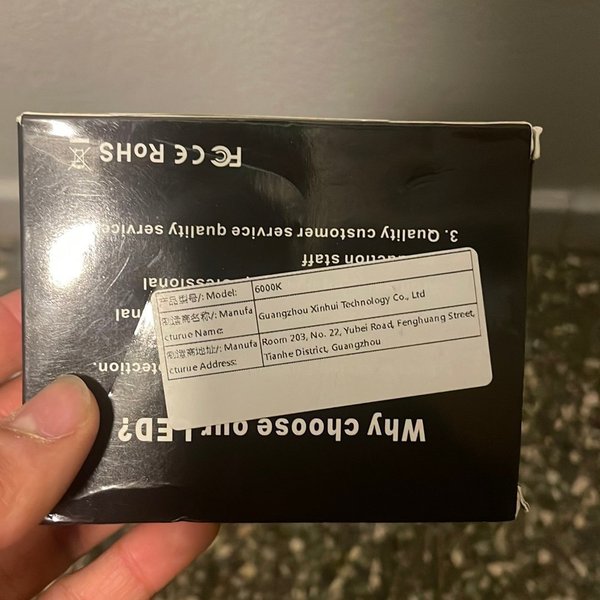 产品型号/: Model: 6000K
制造商名称/: Manufa
cturue Name:
Guangzhou Xinhui Technology Co., Ltd
制造商地址/: Manufa
cturue Address:
Room 203, No. 22, Yubei Road, Fenghuang Street,
Tianhe District, Guangzhou
Why choose our LED?
staff
3. Quality customer service quality service
FC CE RoHS